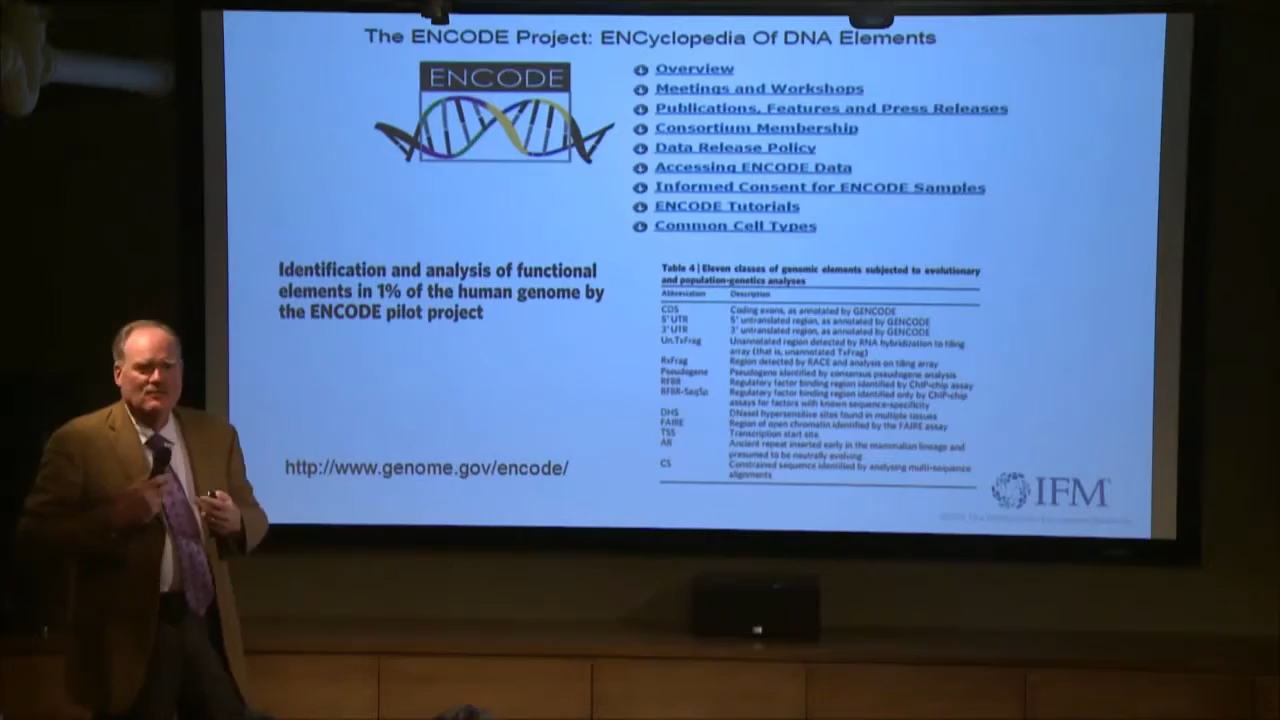 The ENCODE Project: ENCyclopedia Of DNA Elements
ENCODE
Overview
Meetings and Workshops
Publications, Features and Press Releases
Consortium Membership
Data Release Policy
Accessing ENCODE Data
Informed Consent for ENCODE Samples
ENCODE Tutorials
Common Cell Types
Identification and analysis of functional
elements in 1% of the human genome by
the ENCODE pilot project
http://www.genome.gov/encode/
Table 4 | Eleven classes of genomic elements subjected to evolutionary
and population-genetics analyses
Abbreviation Description
CDS Coding exons, as annotated by GENCODE
5' UTR 5' untranslated region, as annotated by GENCODE
3' UTR 3' untranslated region, as annotated by GENCODE
Un.TxFrag Unannotated region detected by RNA hybridization to tiling
array (that is, unannotated TxFrag)
RxFrag Region detected by RACE and analysis on tiling array
Pseudogene Pseudogene identified by consensus pseudogene analysis
RFBR Regulatory factor binding region identified by ChIP-chip assay
RFBR-SeqSp Regulatory factor binding region identified only by ChIP-chip
assays for factors with known sequence-specificity
DHS DNaseI hypersensitive sites found in multiple tissues
FAIRE Region of open chromatin identified by the FAIRE assay
TSS Transcription start site
AR Ancient repeat inserted early in the mammalian lineage and
presumed to be neutrally evolving
CS Constrained sequence identified by analysing multi-sequence
alignments
IFM